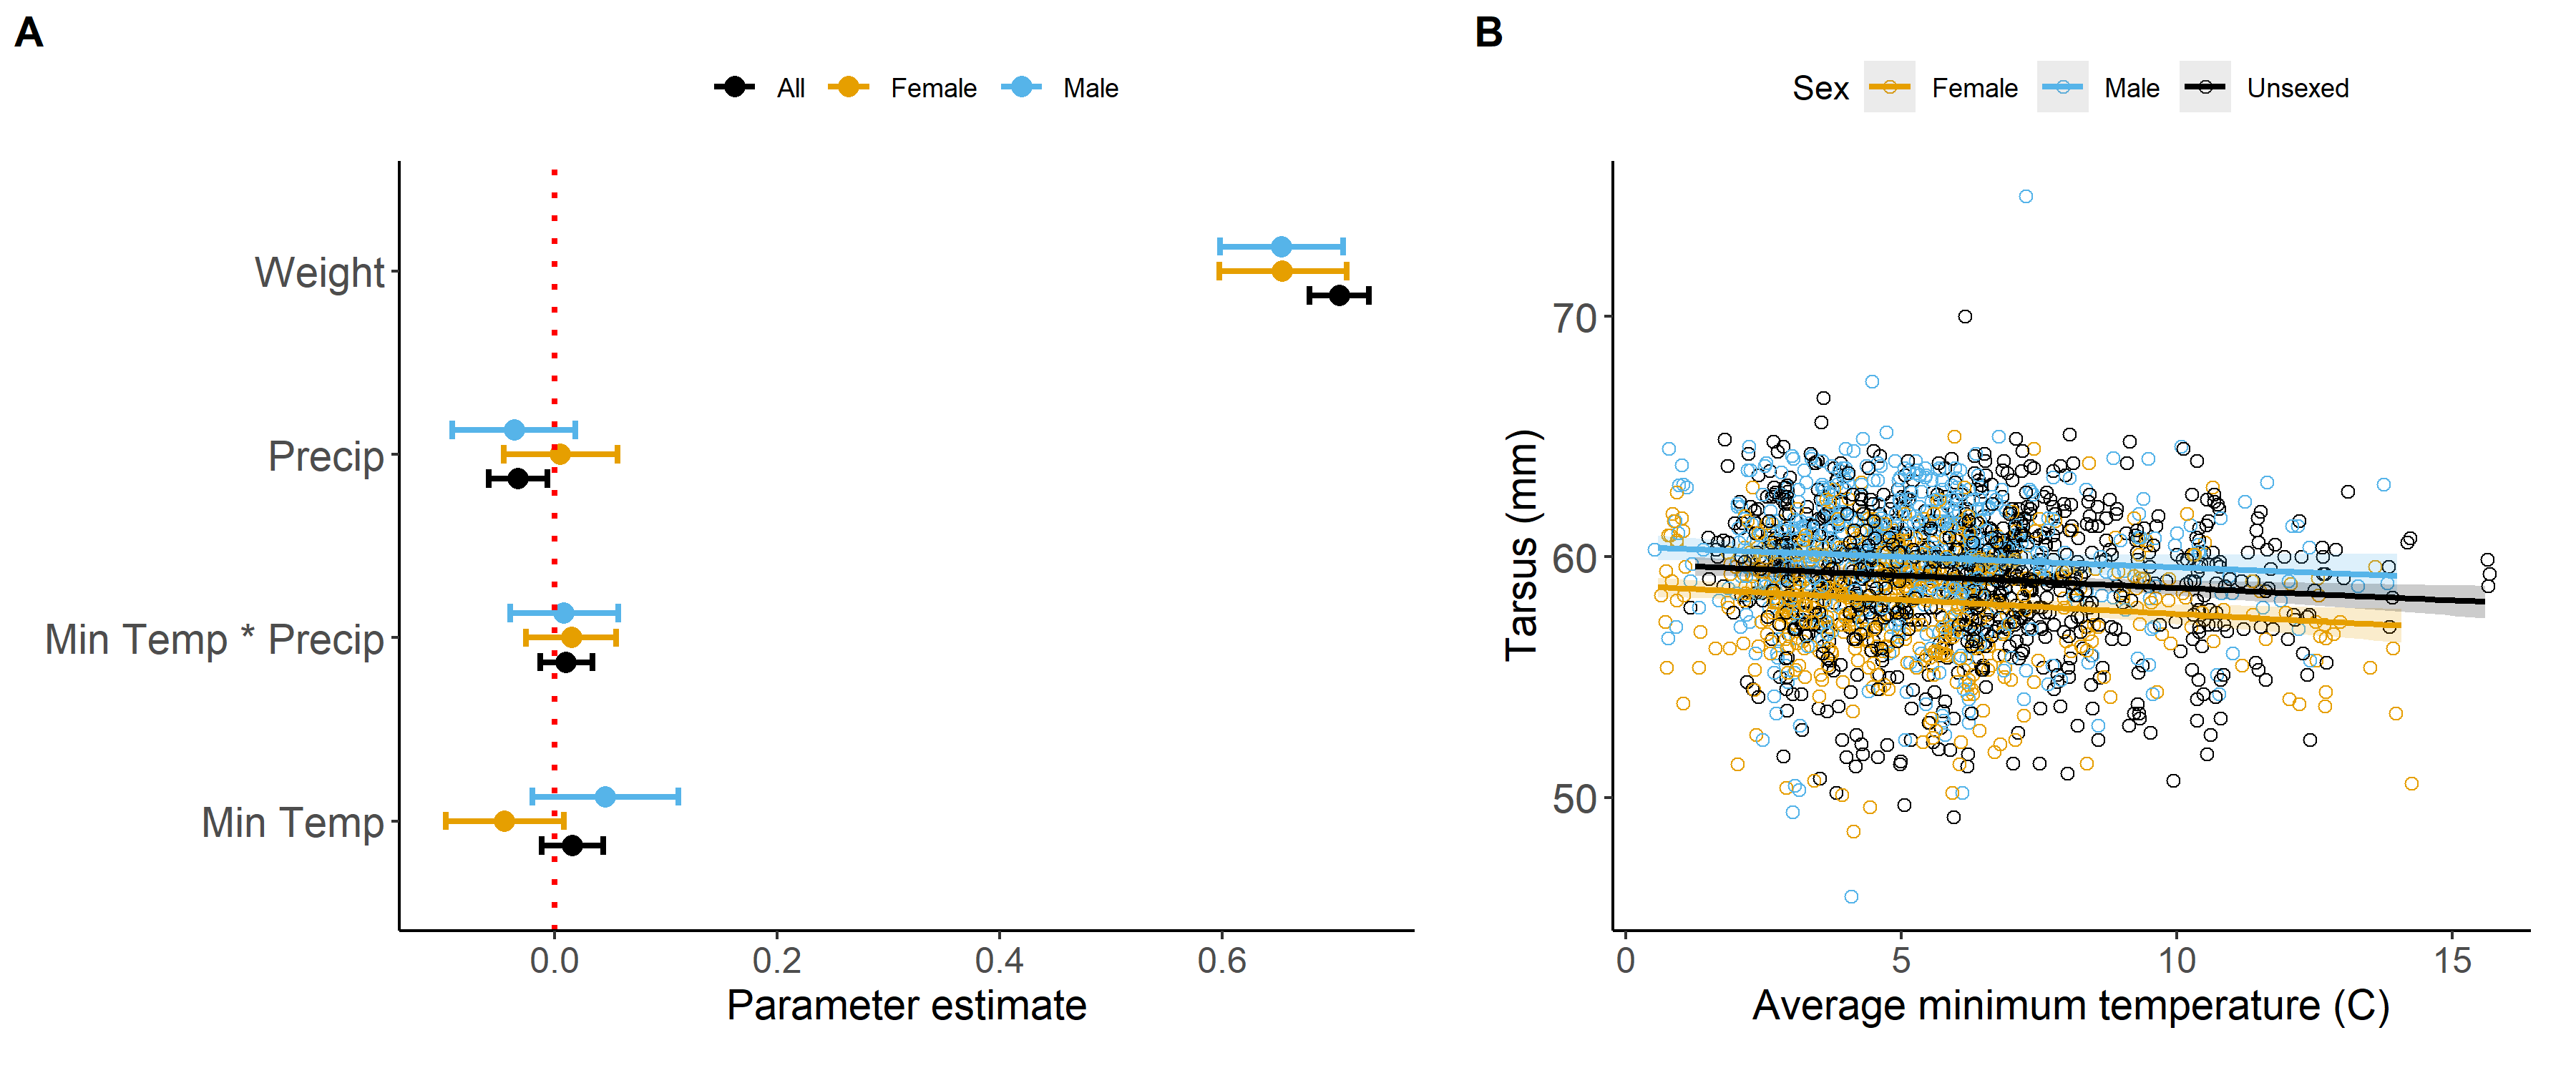 A
All Female Male
Weight
Precip
Min Temp * Precip
Min Temp
0.0 0.2 0.4 0.6
Parameter estimate
B
Sex Female Male Unsexed
Tarsus (mm)
70
60
50
0 5 10 15
Average minimum temperature (C)